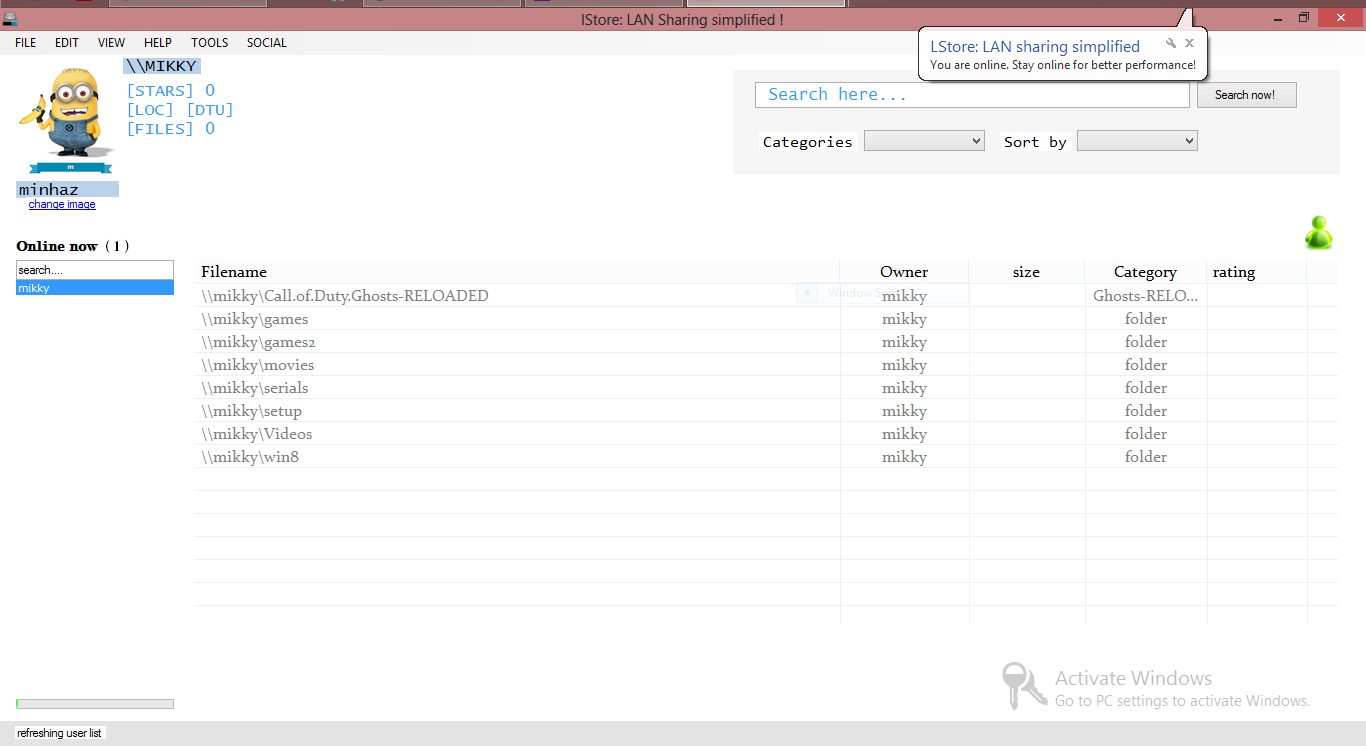 lStore: LAN Sharing simplified !
FILE EDIT VIEW HELP TOOLS SOCIAL
LStore: LAN sharing simplified
You are online. Stay online for better performance!
\\MIKKY
[STARS] 0
[LOC] [DTU]
[FILES] 0
m
minhaz
change image
Search here... Search now!
Categories Sort by
Online now ( 1 )
search....
mikky
Filename Owner size Category rating
\\mikky\Call.of.Duty.Ghosts-RELOADED mikky Ghosts-RELO...
\\mikky\games mikky folder
\\mikky\games2 mikky folder
\\mikky\movies mikky folder
\\mikky\serials mikky folder
\\mikky\setup mikky folder
\\mikky\Videos mikky folder
\\mikky\win8 mikky folder
Window
Activate Windows
Go to PC settings to activate Windows.
refreshing user list